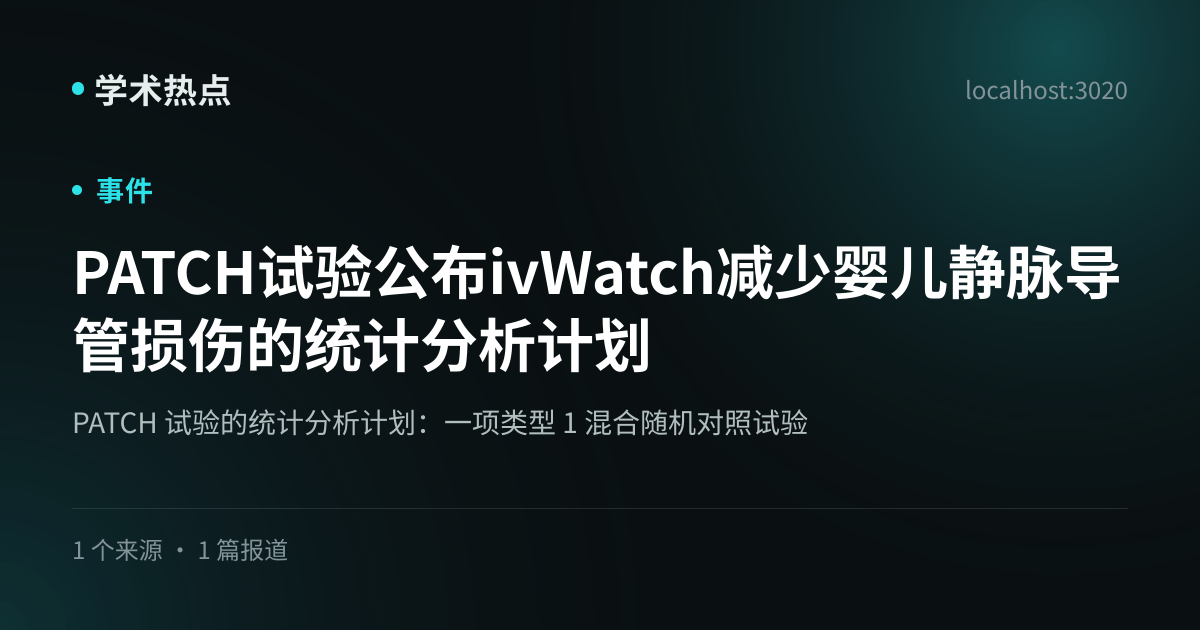 学术热点
localhost:3020
事件
PATCH试验公布ivWatch减少婴儿静脉导
管损伤的统计分析计划
PATCH 试验的统计分析计划：一项类型 1 混合随机对照试验
1 个来源 · 1 篇报道